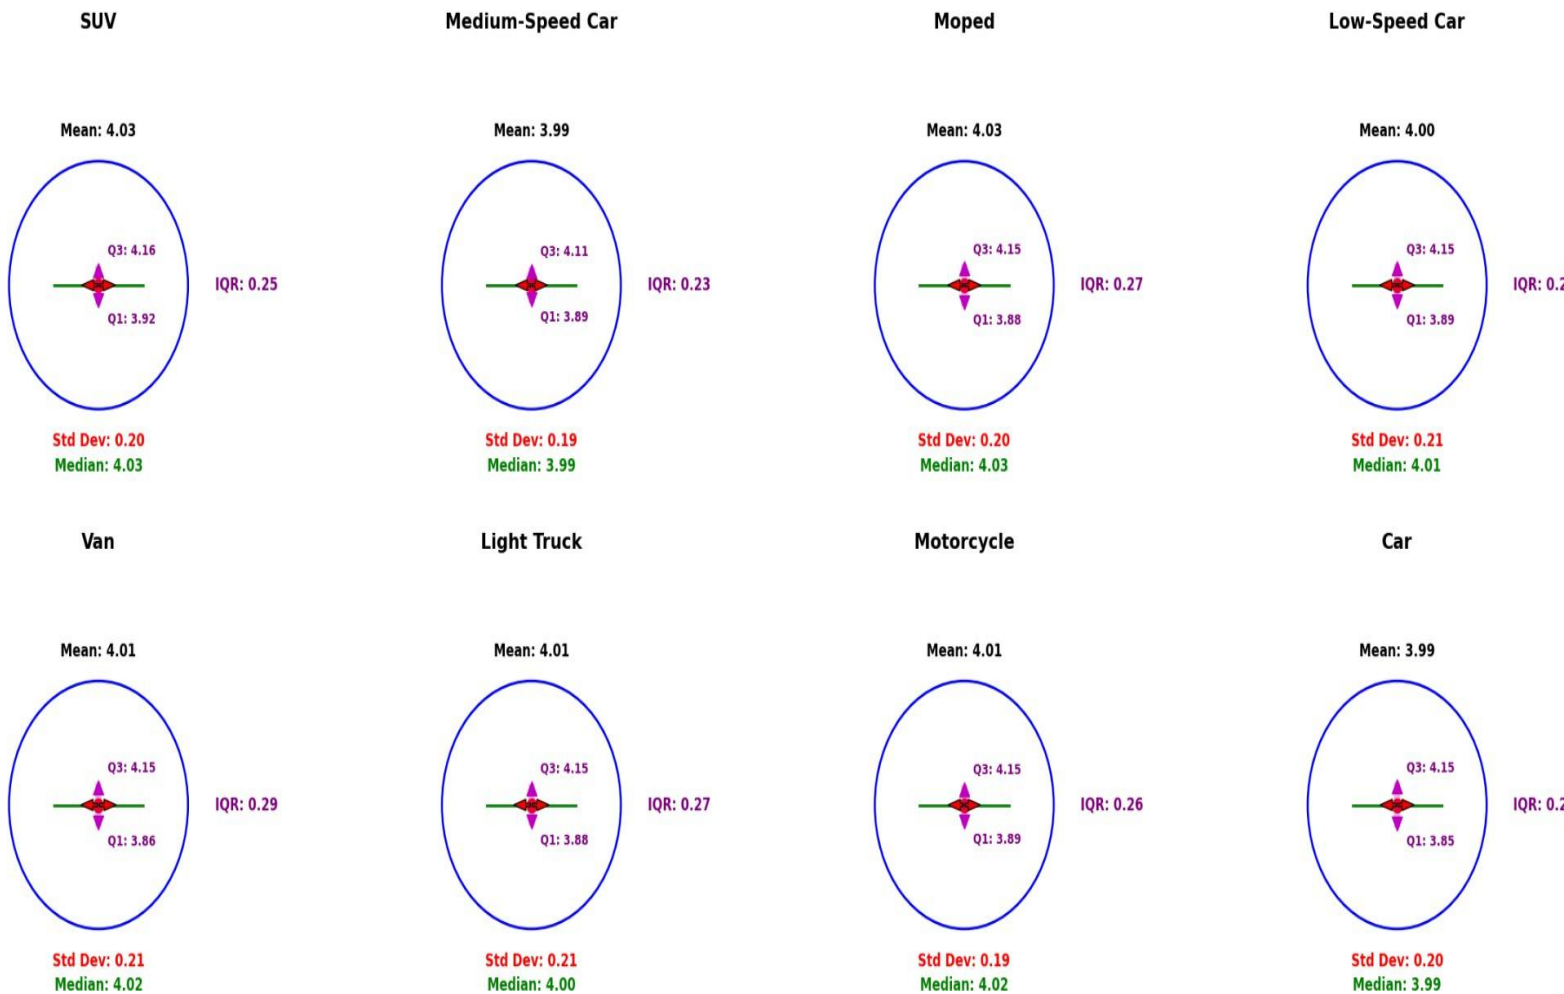 SUV
Medium-Speed Car
Moped
Low-Speed Car
Mean: 4.03
Mean: 3.99
Mean: 4.03
Mean: 4.00
Q3: 4.16
Q3: 4.11
Q3: 4.15
Q3: 4.15
IQR: 0.25
IQR: 0.23
IQR: 0.27
IQR: 0.2
Q1: 3.92
Q1: 3.89
Q1: 3.88
Q1: 3.89
Std Dev: 0.20
Std Dev: 0.19
Std Dev: 0.20
Std Dev: 0.21
Median: 4.03
Median: 3.99
Median: 4.03
Median: 4.01
Van
Light Truck
Motorcycle
Car
Mean: 4.01
Mean: 4.01
Mean: 4.01
Mean: 3.99
Q3: 4.15
Q3: 4.15
Q3: 4.15
Q3: 4.15
IQR: 0.29
IQR: 0.27
IQR: 0.26
IQR: 0.2
Q1: 3.86
Q1: 3.88
Q1: 3.89
Q1: 3.85
Std Dev: 0.21
Std Dev: 0.21
Std Dev: 0.19
Std Dev: 0.20
Median: 4.02
Median: 4.00
Median: 4.02
Median: 3.99